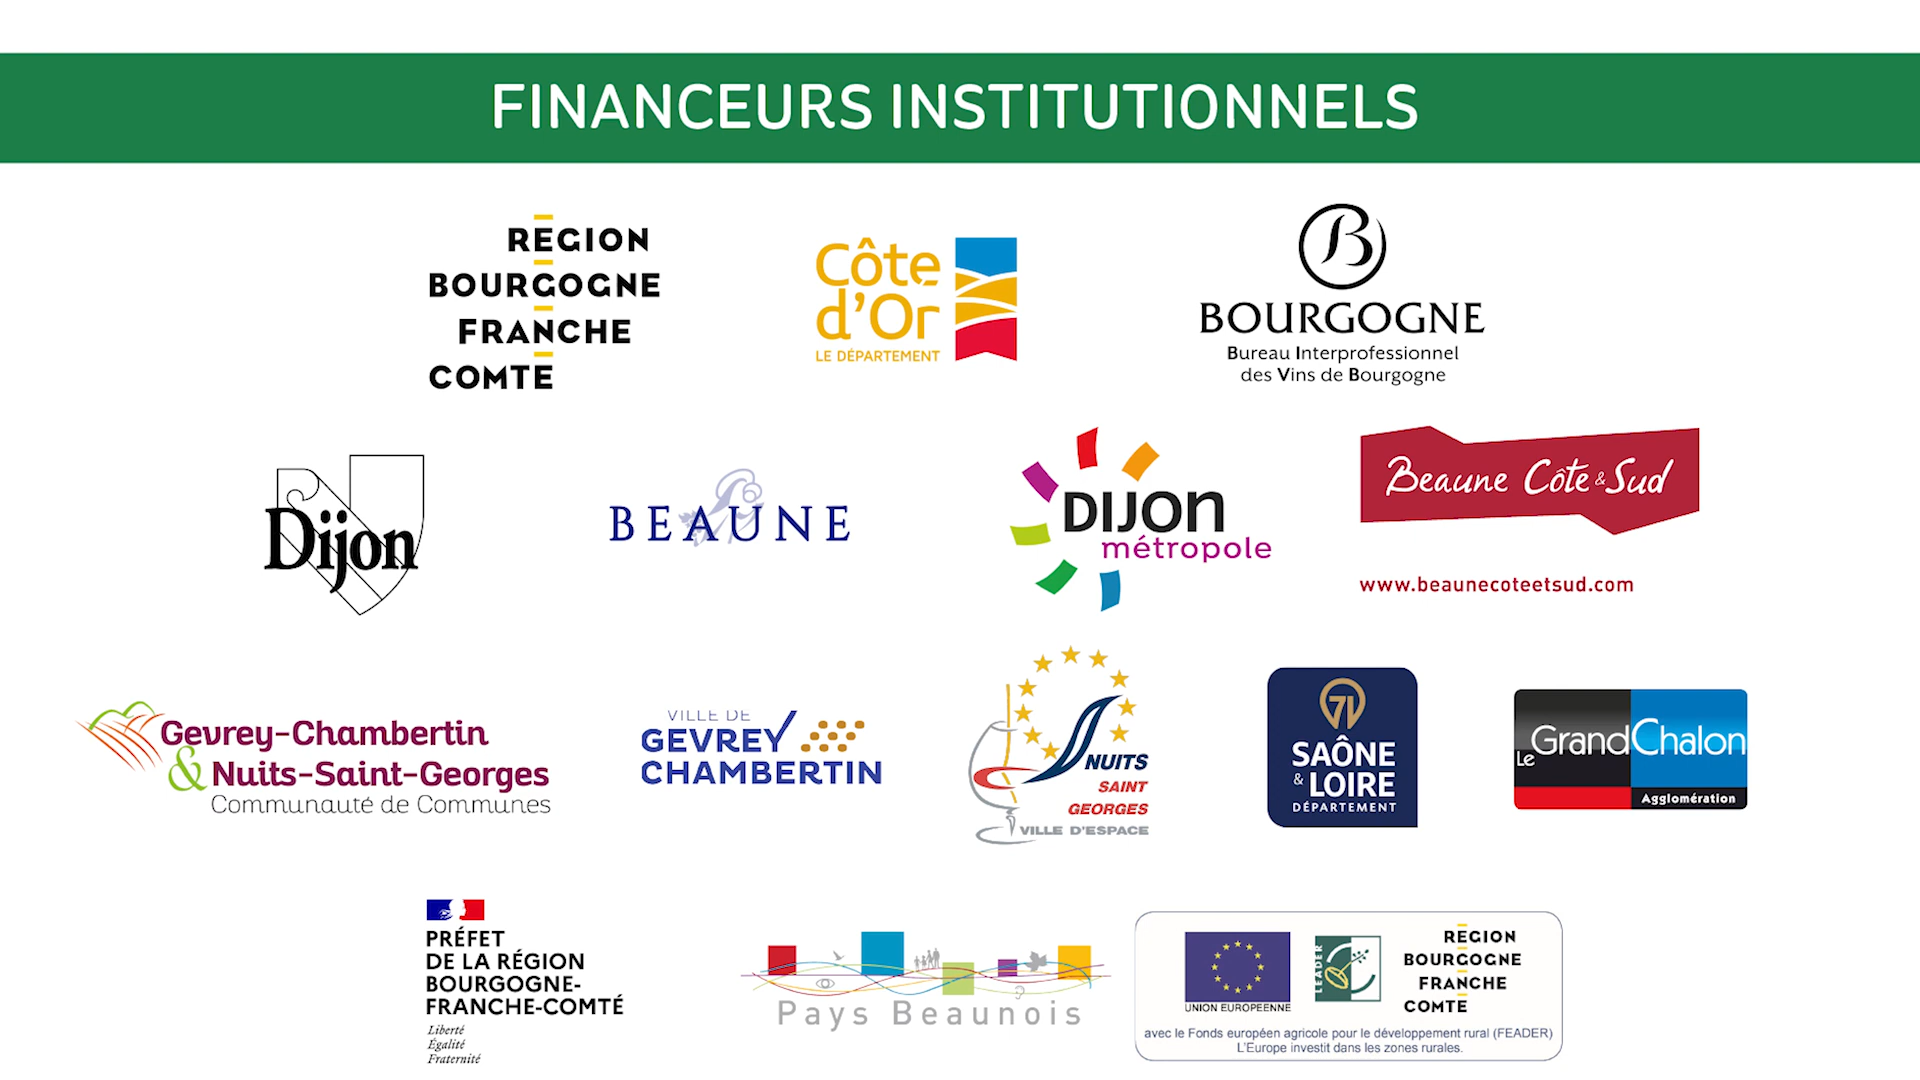 FINANCEURS INSTITUTIONNELS
REGION
BOURGOGNE
FRANCHE
COMTE
Côte
d'Or
LE DÉPARTEMENT
B
BOURGOGNE
Bureau Interprofessionnel
des Vins de Bourgogne
Dijon
BEAUNE
DIJON
métropole
Beaune Côte & Sud
www.beaunecoteetsud.com
Gevrey-Chambertin
& Nuits-Saint-Georges
Communauté de Communes
VILLE DE
GEVREY
CHAMBERTIN
NUITS
SAINT
GEORGES
VILLE D'ESPACE
71
SAÔNE
& LOIRE
DÉPARTEMENT
Le GrandChalon
Agglomération
PRÉFET
DE LA RÉGION
BOURGOGNE-
FRANCHE-COMTÉ
Liberté
Égalité
Fraternité
Pays Beaunois
UNION EUROPEENNE
LEADER
REGION
BOURGOGNE
FRANCHE
COMTE
avec le Fonds européen agricole pour le développement rural (FEADER)
L'Europe investit dans les zones rurales.